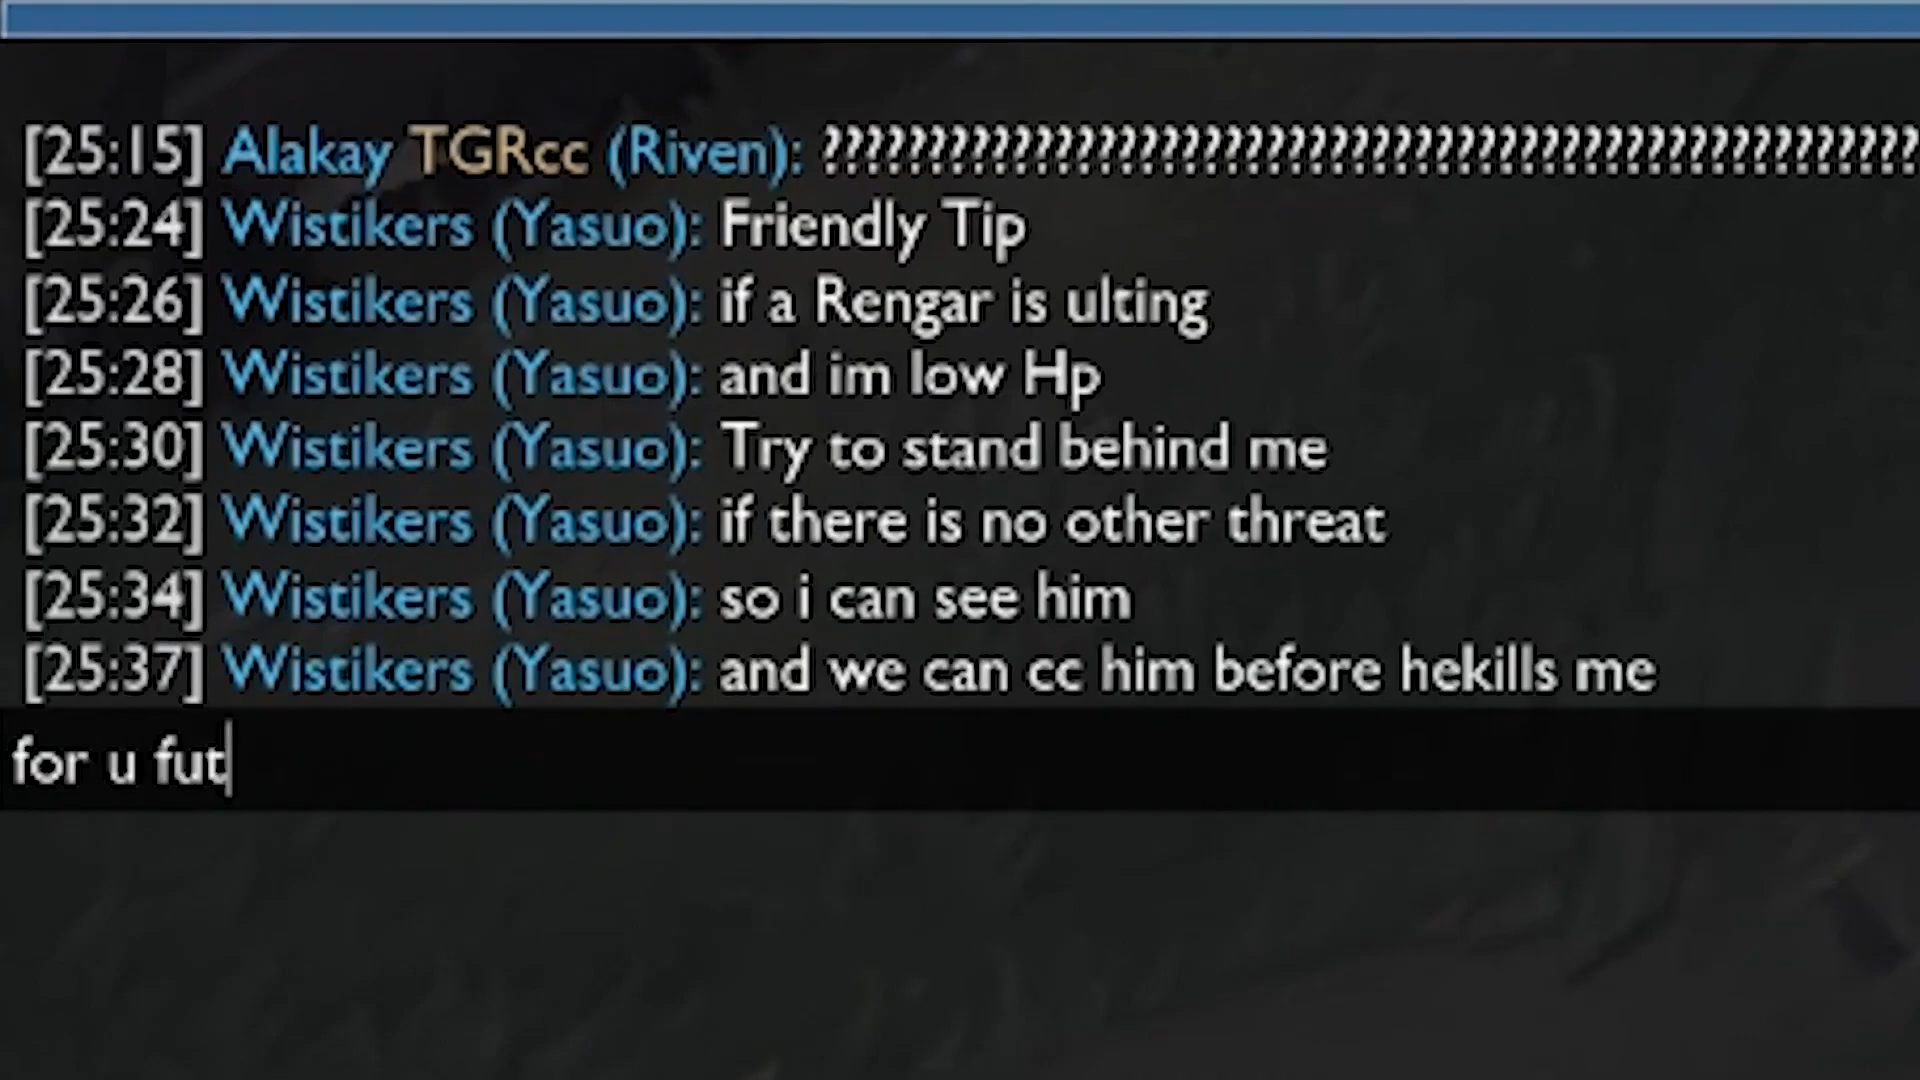 [25:15] Alakay TGRcc (Riven): ?????????????????????????????????????????????????????
[25:24] Wistikers (Yasuo): Friendly Tip
[25:26] Wistikers (Yasuo): if a Rengar is ulting
[25:28] Wistikers (Yasuo): and im low Hp
[25:30] Wistikers (Yasuo): Try to stand behind me
[25:32] Wistikers (Yasuo): if there is no other threat
[25:34] Wistikers (Yasuo): so i can see him
[25:37] Wistikers (Yasuo): and we can cc him before hekills me
for u fut